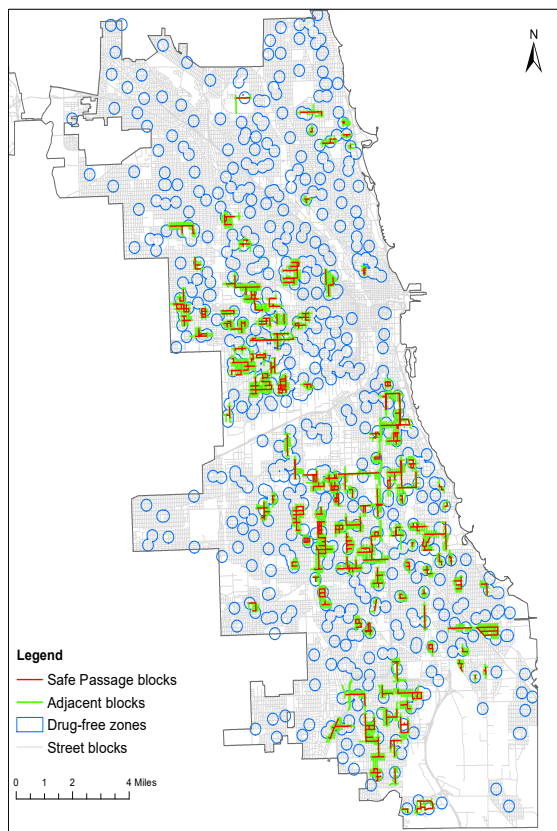 N
Legend
Safe Passage blocks
Adjacent blocks
Drug-free zones
Street blocks
0 1 2 4 Miles